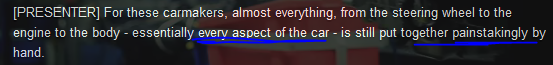 [PRESENTER] For these carmakers, almost everything, from the steering wheel to the
engine to the body - essentially every aspect of the car - is still put together painstakingly by
hand.